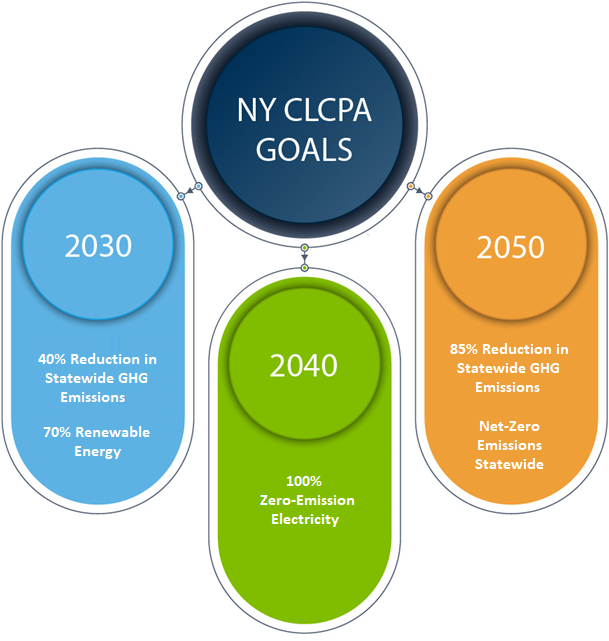 NY CLCPA
GOALS
2030
40% Reduction in
Statewide GHG
Emissions
70% Renewable
Energy
2040
100%
Zero-Emission
Electricity
2050
85% Reduction in
Statewide GHG
Emissions
Net-Zero
Emissions
Statewide